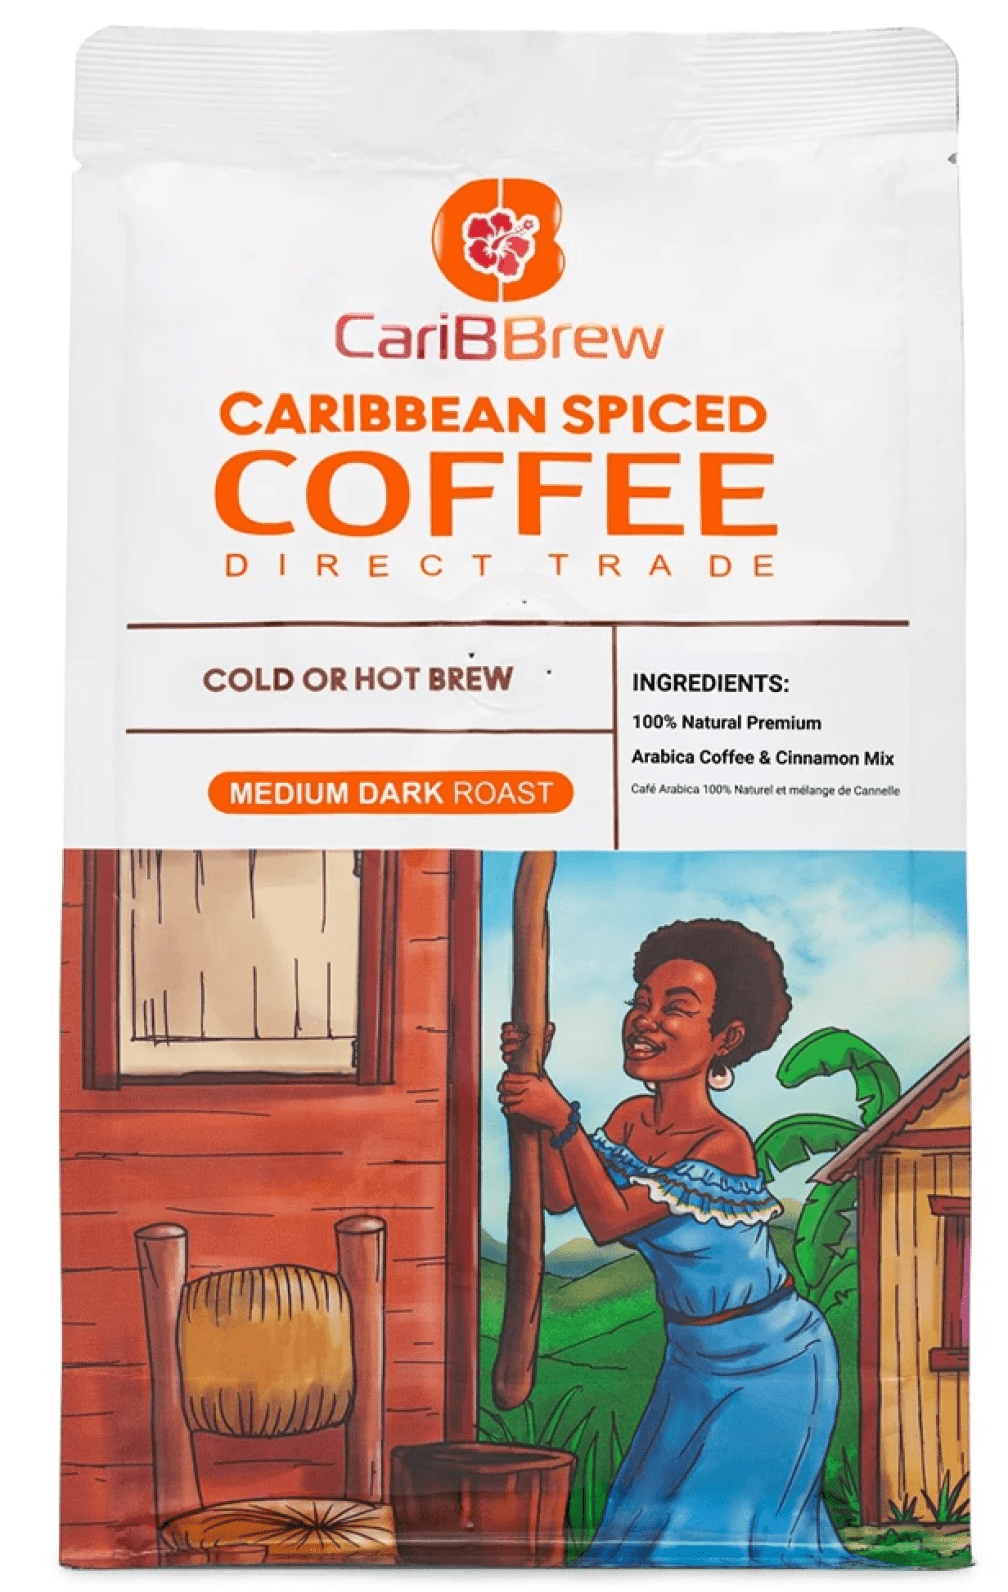 CariBBrew
CARIBBEAN SPICED
COFFEE
DIRECT TRADE
COLD OR HOT BREW
MEDIUM DARK ROAST
INGREDIENTS:
100% Natural Premium
Arabica Coffee & Cinnamon Mix
Café Arabica 100% Naturel et mélange de Cannelle